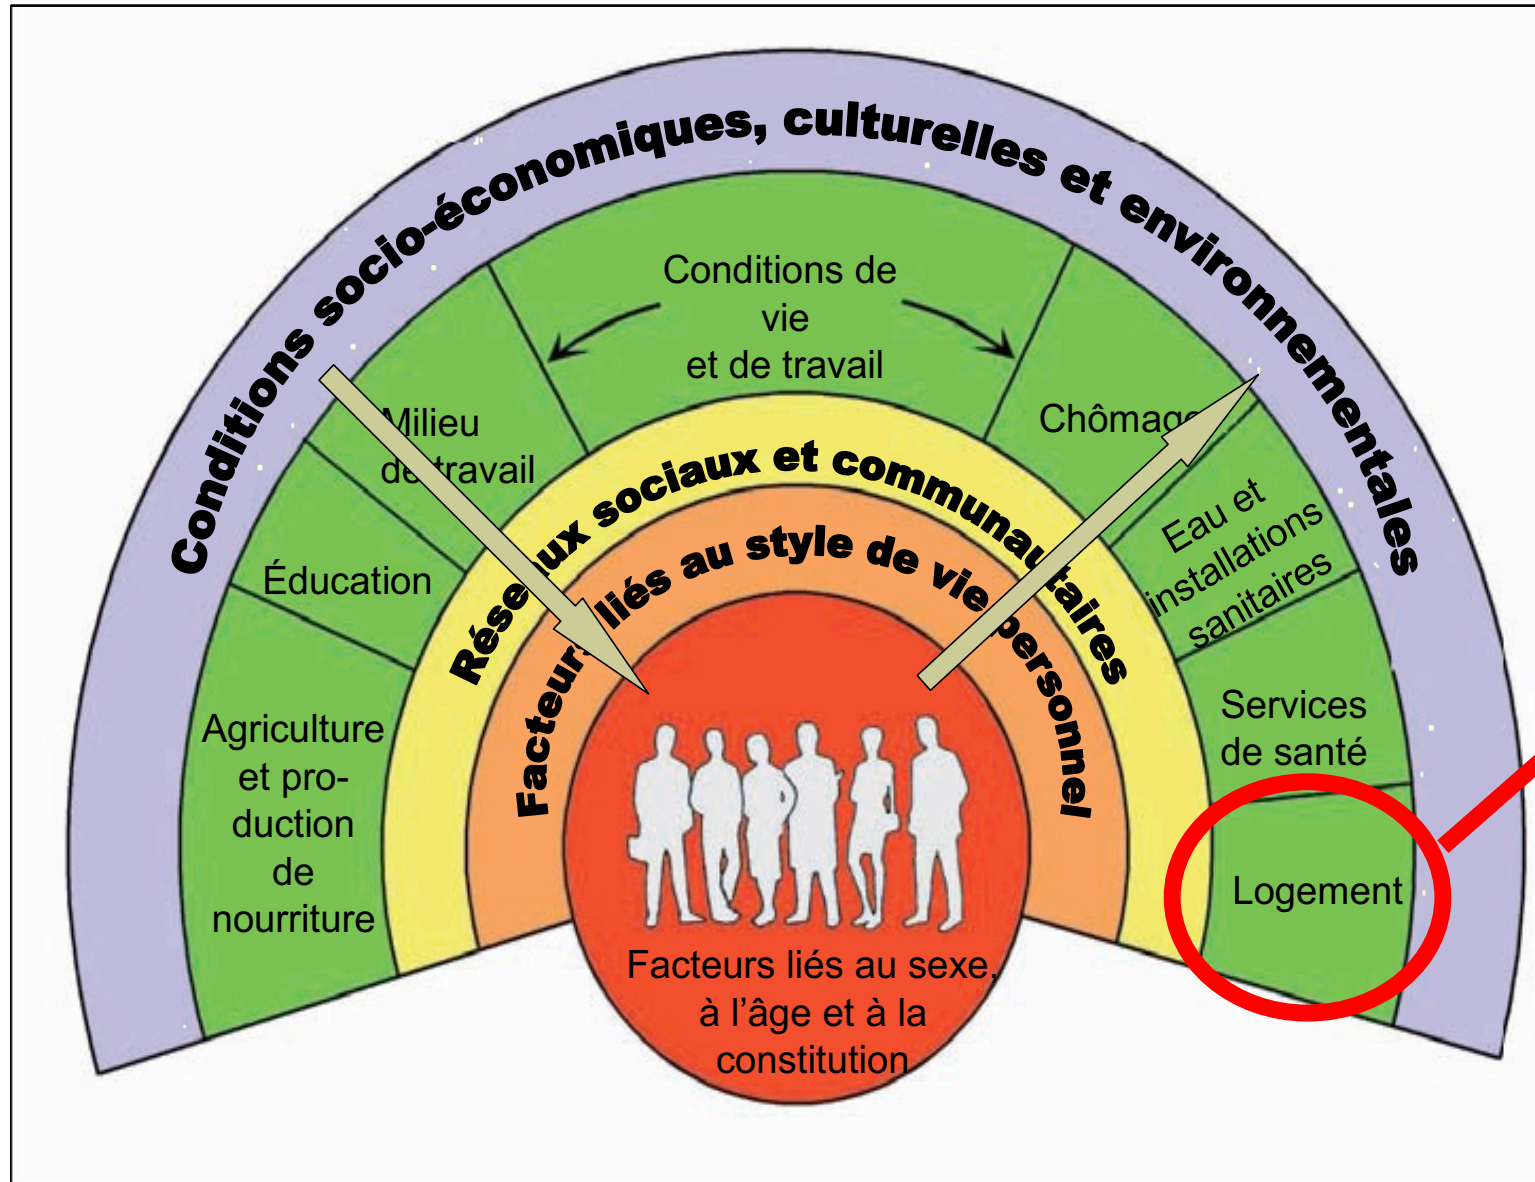 Conditions socio-économiques, culturelles et environnementales
Conditions de
vie
et de travail
Milieu
de travail
Chômage
Éducation
Eau et
installations
sanitaires
Agriculture
et pro-
duction
de
nourriture
Services
de santé
Logement
Réseaux sociaux et communautaires
Facteurs liés au style de vie personnel
Facteurs liés au sexe,
à l’âge et à la
constitution